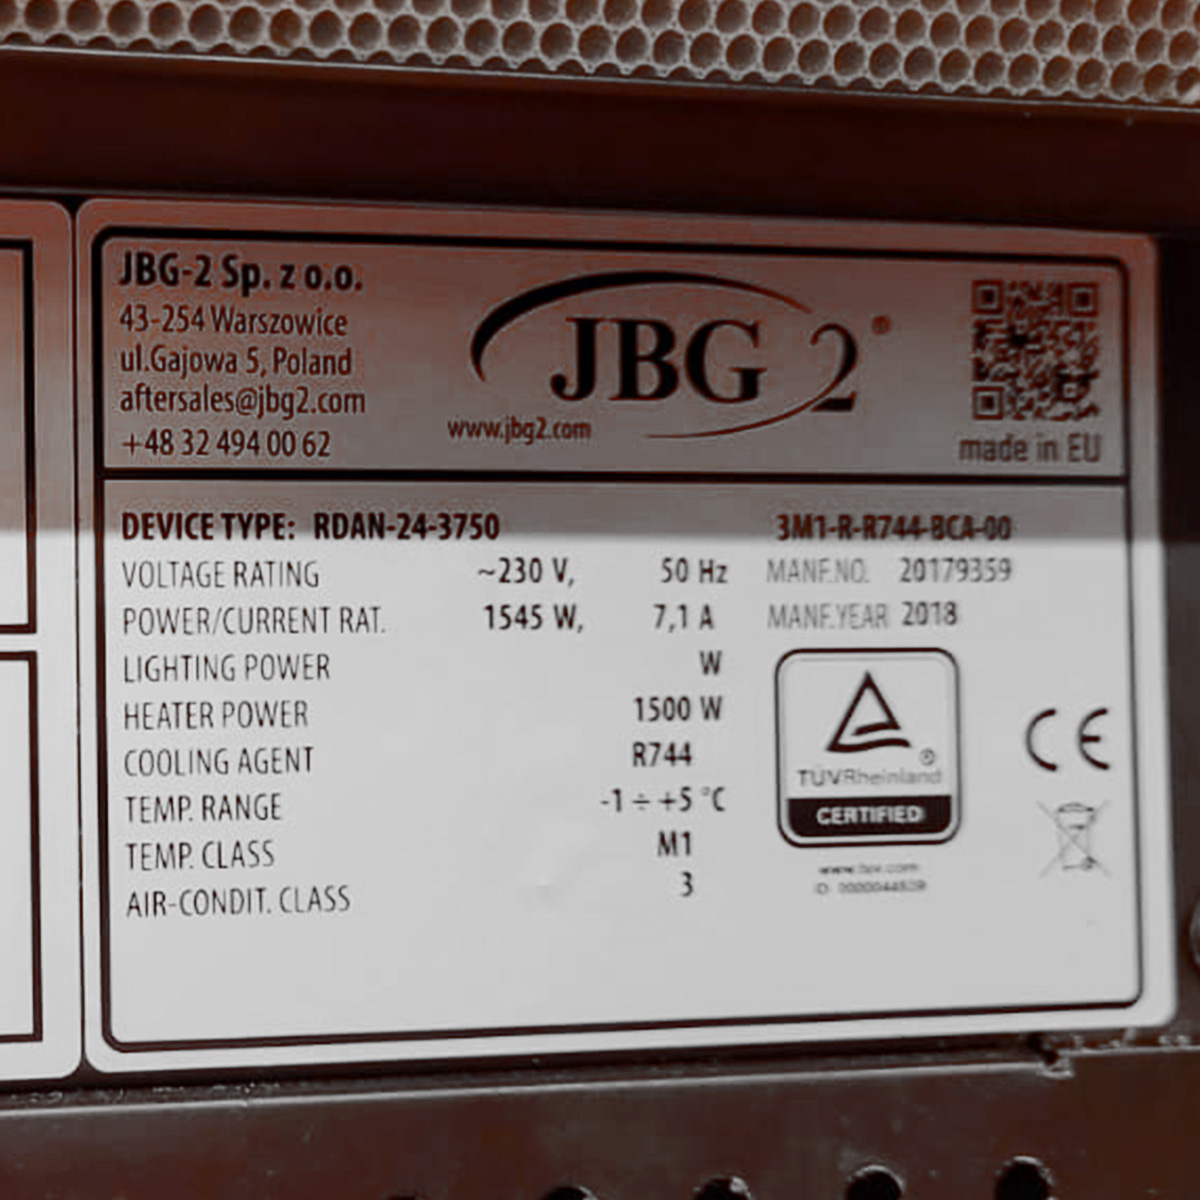 JBG-2 Sp. z o.o.
43-254 Warszowice
ul.Gajowa 5, Poland
aftersales@jbg2.com
+48 32 494 00 62
JBG 2®
www.jbg2.com
made in EU
DEVICE TYPE: RDAN-24-3750 3M1-R-R744-BCA-00
VOLTAGE RATING ~230 V, 50 Hz MANF.NO. 20179359
POWER/CURRENT RAT. 1545 W, 7,1 A MANF.YEAR 2018
LIGHTING POWER W
HEATER POWER 1500 W
COOLING AGENT R744
TEMP. RANGE -1 ÷ +5 °C
TEMP. CLASS M1
AIR-CONDIT. CLASS 3
®
TÜVRheinland
CERTIFIED
CE